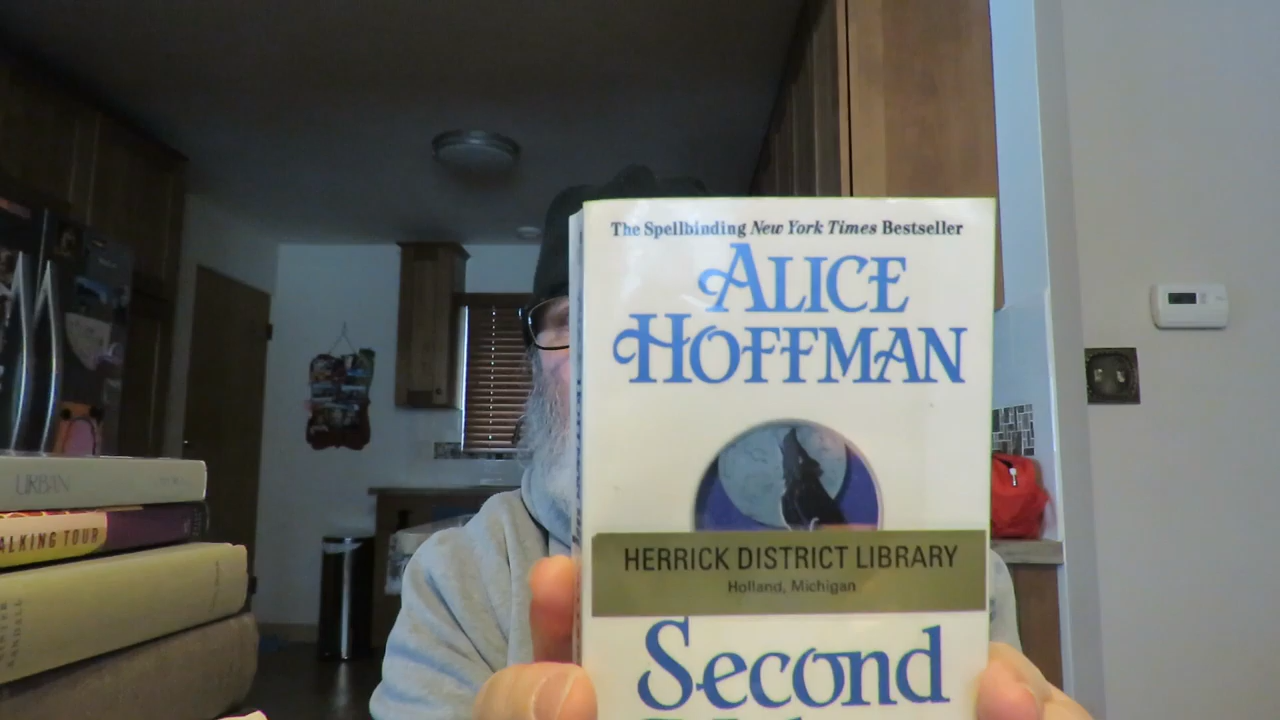 The Spellbinding New York Times Bestseller
ALICE
HOFFMAN
HERRICK DISTRICT LIBRARY
Holland, Michigan
Second
URBAN
ALKING TOUR